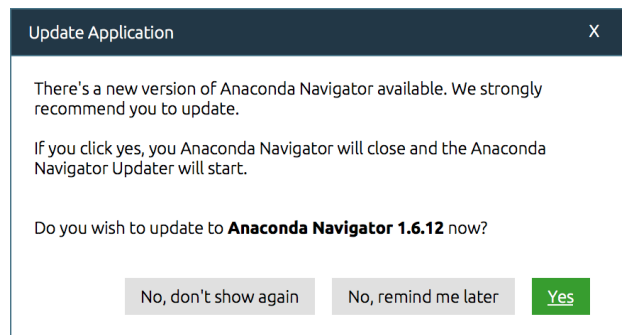 Update Application X
There's a new version of Anaconda Navigator available. We strongly
recommend you to update.
If you click yes, you Anaconda Navigator will close and the Anaconda
Navigator Updater will start.
Do you wish to update to Anaconda Navigator 1.6.12 now?
No, don't show again No, remind me later Yes